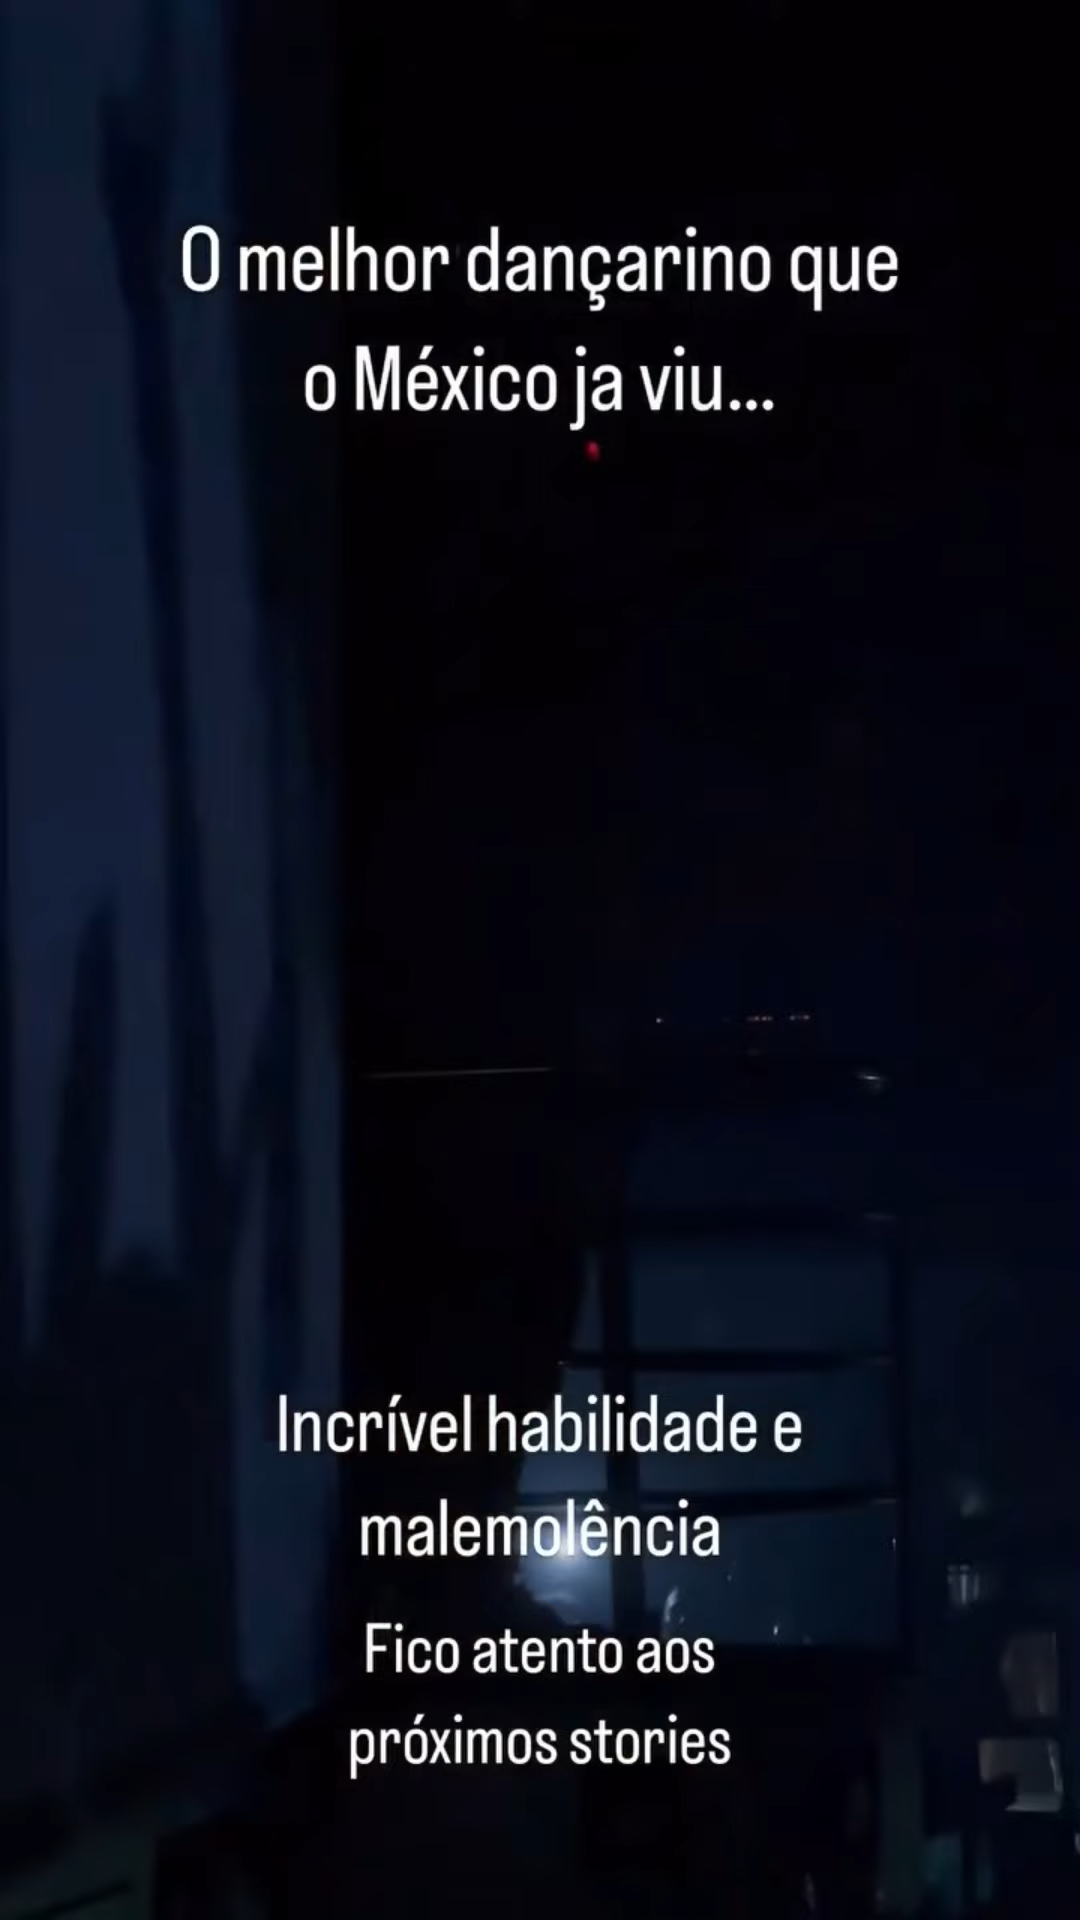 O melhor dançarino que
o México ja viu...
Incrível habilidade e
malemolência
Fico atento aos
próximos stories